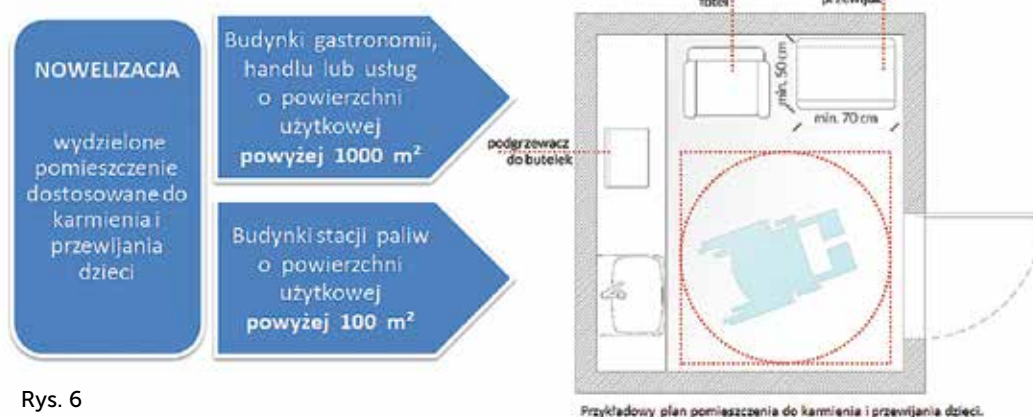 NOWELIZACJA
wydzielone
pomieszczenie
dostosowane do
karmienia i
przewijania
dzieci
Budynki gastronomii,
handlu lub usług
o powierzchni
użytkowej
powyżej 1000 m²
Budynki stacji paliw
o powierzchni
użytkowej
powyżej 100 m²
Rys. 6
fotel
przewijak
min. 50 cm
min. 70 cm
podgrzewacz
do butelek
Przykładowy plan pomieszczenia do karmienia i przewijania dzieci.